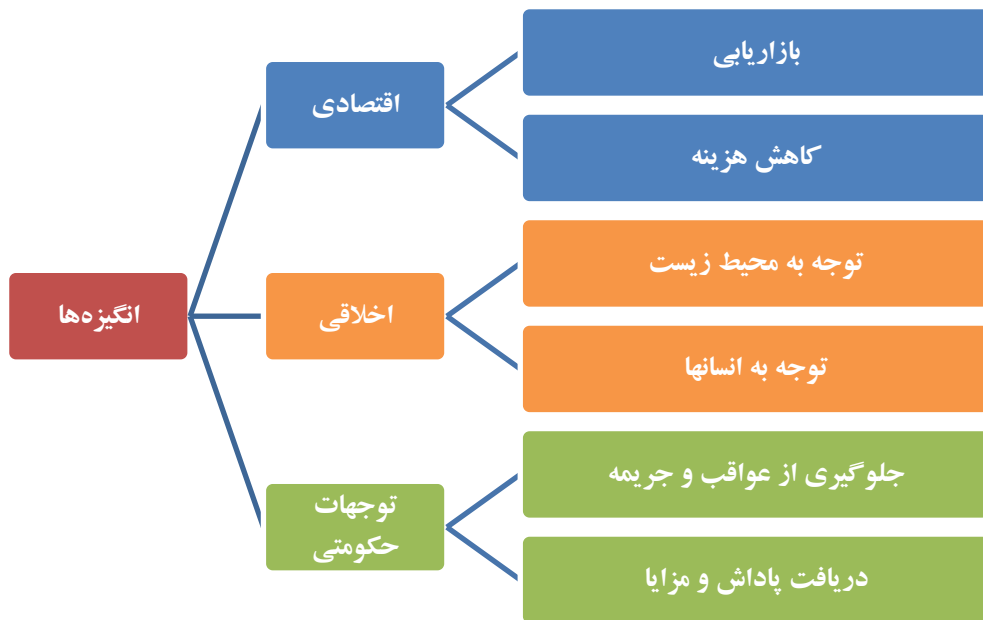 انگیزه‌ها
اقتصادی
بازاریابی
کاهش هزینه
اخلاقی
توجه به محیط زیست
توجه به انسانها
توجهات
حکومتی
جلوگیری از عواقب و جریمه
دریافت پاداش و مزایا